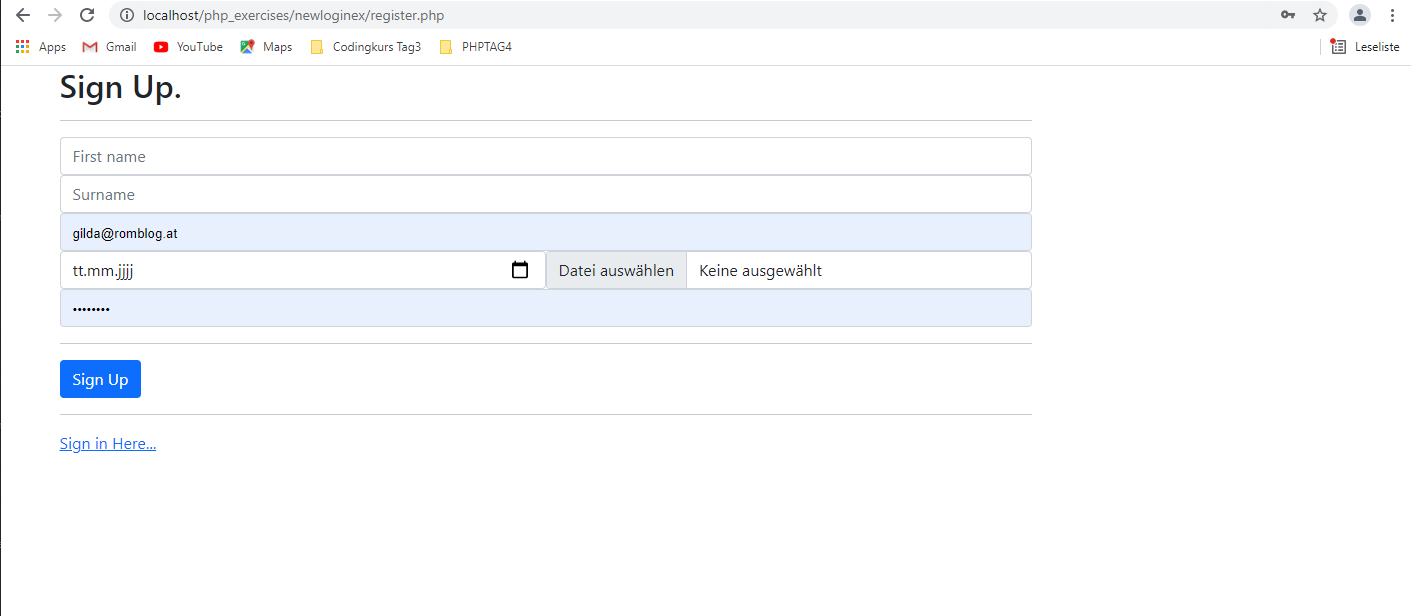 localhost/php_exercises/newloginex/register.php
Apps Gmail YouTube Maps Codingkurs Tag3 PHPTAG4 Leseliste
Sign Up.
First name
Surname
gilda@romblog.at
tt.mm.jjjj Datei auswählen Keine ausgewählt
••••••••
Sign Up
Sign in Here...